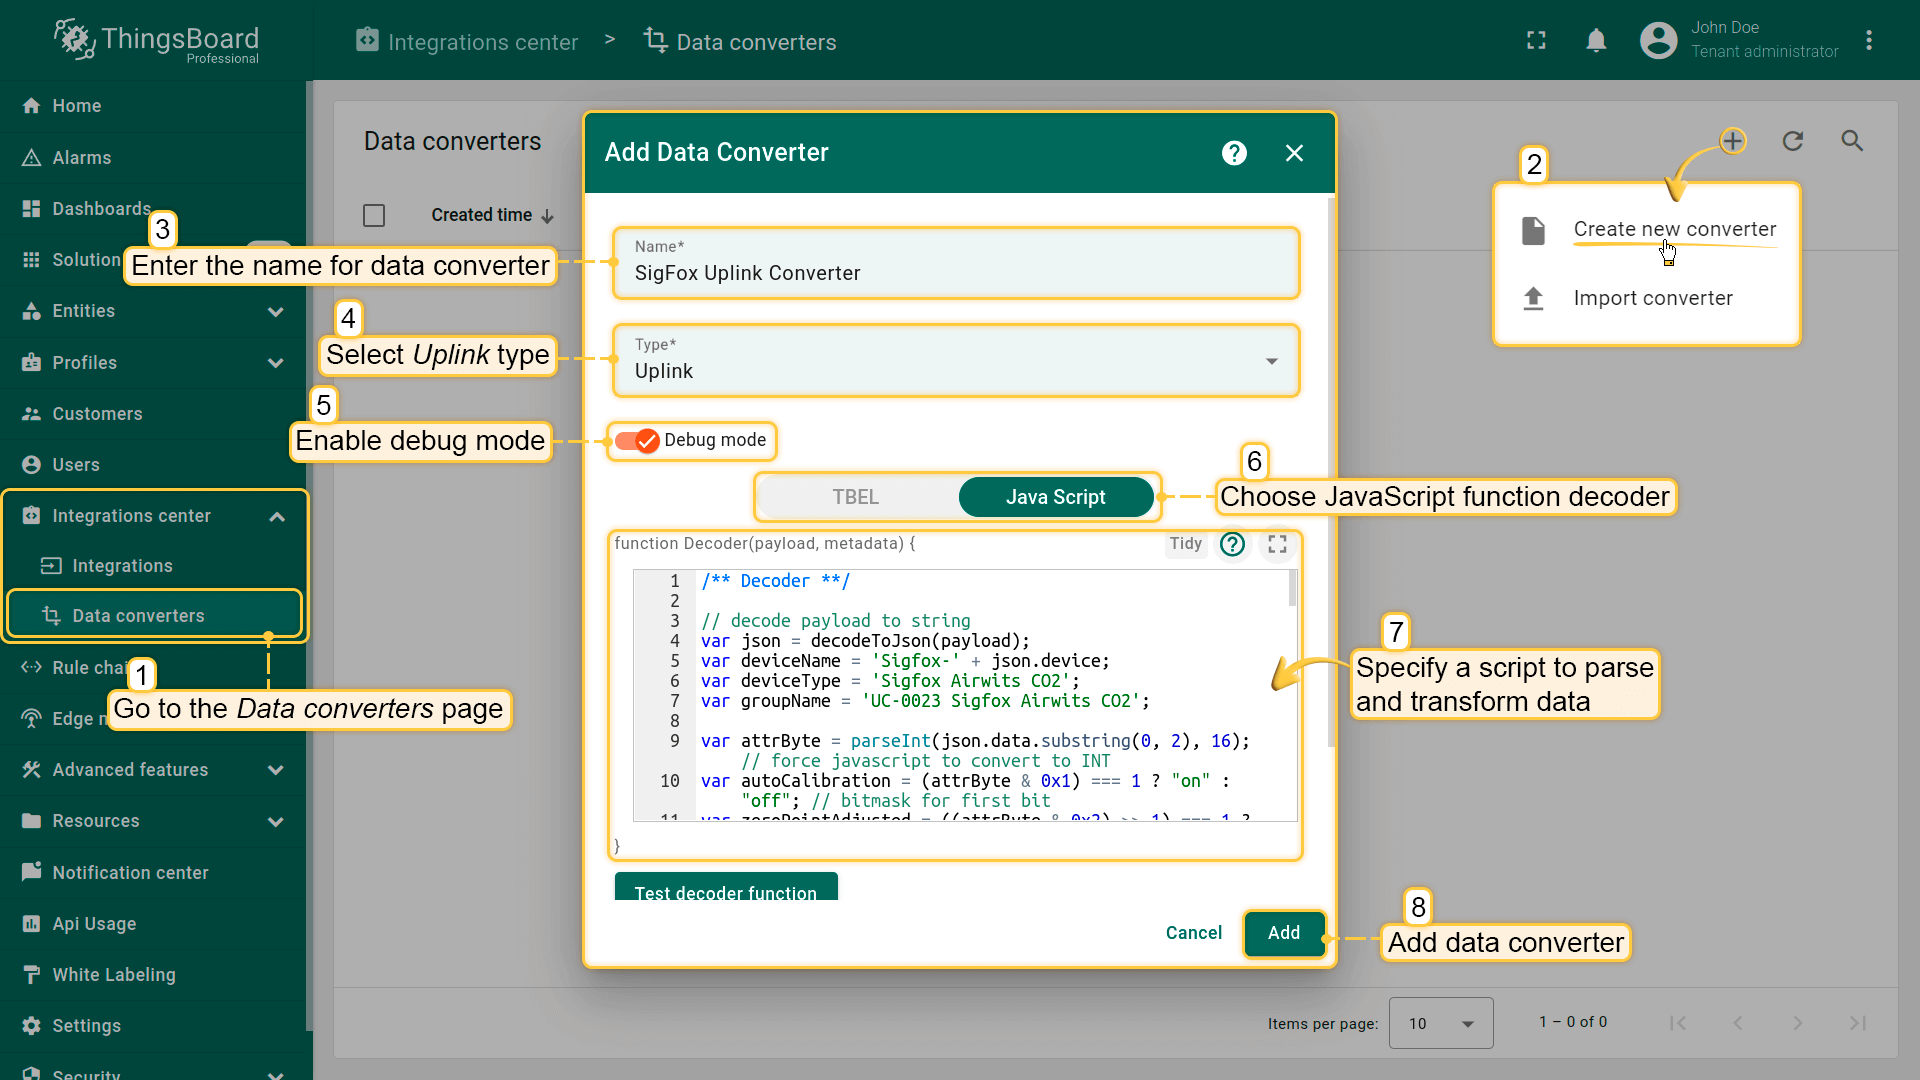 ThingsBoard
Professional
Integrations center > Data converters
John Doe
Tenant administrator
Home
Alarms
Dashboards
Solution
Entities
Profiles
Customers
Users
Integrations center
Integrations
Data converters
Rule chai
Edge m
Advanced features
Resources
Notification center
Api Usage
White Labeling
Settings
Security
Data converters
Created time
1
Go to the Data converters page
2
Create new converter
Import converter
3
Enter the name for data converter
4
Select Uplink type
5
Enable debug mode
6
Choose JavaScript function decoder
7
Specify a script to parse
and transform data
8
Add data converter
Add Data Converter
Name*
SigFox Uplink Converter
Type*
Uplink
Debug mode
TBEL
Java Script
function Decoder(payload, metadata) {
Tidy
1 /** Decoder **/
2
3 // decode payload to string
4 var json = decodeToJson(payload);
5 var deviceName = 'Sigfox-' + json.device;
6 var deviceType = 'Sigfox Airwits CO2';
7 var groupName = 'UC-0023 Sigfox Airwits CO2';
8
9 var attrByte = parseInt(json.data.substring(0, 2), 16);
// force javascript to convert to INT
10 var autoCalibration = (attrByte & 0x1) === 1 ? "on" :
"off"; // bitmask for first bit
11 var zeroPointAdjusted = ((attrByte & 0x2) >> 1) === 1 ?
}
Test decoder function
Cancel
Add
Items per page: 10
1 – 0 of 0